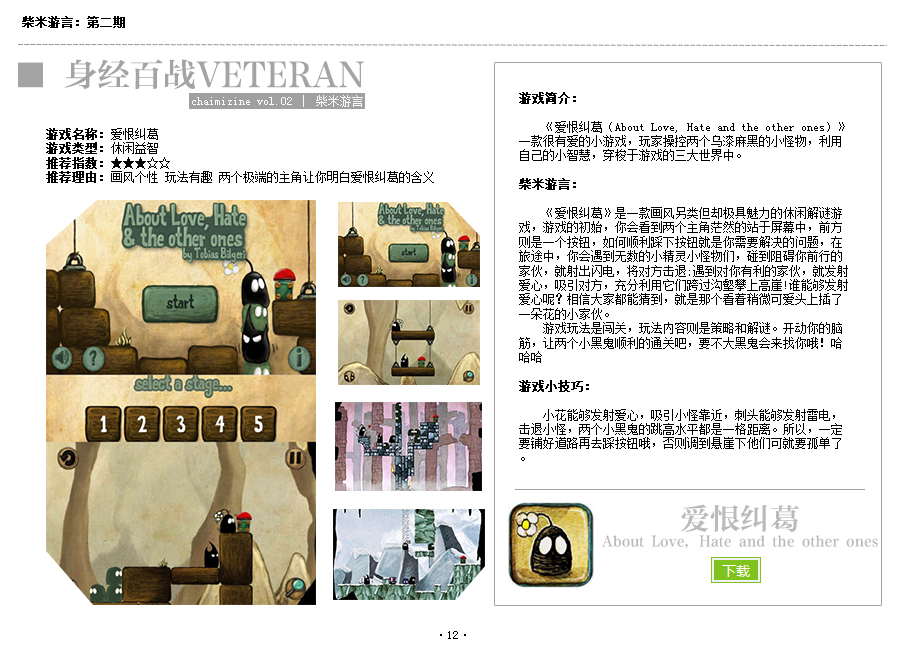 柴米游言：第二期
身经百战VETERAN
chaimizine vol.02 | 柴米游言
游戏名称：爱恨纠葛
游戏类型：休闲益智
推荐指数：★★★☆☆
推荐理由：画风个性 玩法有趣 两个极端的主角让你明白爱恨纠葛的含义
About Love, Hate
& the other ones
by Tobias Bilgeri
start
?
i
select a stage...
1 2 3 4 5
About Love, Hate
& the other ones
by Tobias Bilgeri
start
游戏简介：
《爱恨纠葛（About Love, Hate and the other ones）》
一款很有爱的小游戏，玩家操控两个乌漆麻黑的小怪物，利用
自己的小智慧，穿梭于游戏的三大世界中。
柴米游言：
《爱恨纠葛》是一款画风另类但却极具魅力的休闲解谜游
戏，游戏的初始，你会看到两个主角茫然的站于屏幕中，前方
则是一个按钮，如何顺利踩下按钮就是你需要解决的问题，在
旅途中，你会遇到无数的小精灵小怪物们，碰到阻碍你前行的
家伙，就射出闪电，将对方击退;遇到对你有利的家伙，就发射
爱心，吸引对方，充分利用它们跨过沟壑攀上高崖!谁能够发射
爱心呢？相信大家都能猜到，就是那个看着稍微可爱头上插了
一朵花的小家伙。
游戏玩法是闯关，玩法内容则是策略和解谜。开动你的脑
筋，让两个小黑鬼顺利的通关吧，要不大黑鬼会来找你哦！哈
哈哈
游戏小技巧：
小花能够发射爱心，吸引小怪靠近，刺头能够发射雷电，
击退小怪，两个小黑鬼的跳高水平都是一格距离。所以，一定
要铺好道路再去踩按钮哦，否则调到悬崖下他们可就要孤单了
。
爱恨纠葛
About Love, Hate and the other ones
下载
·12·